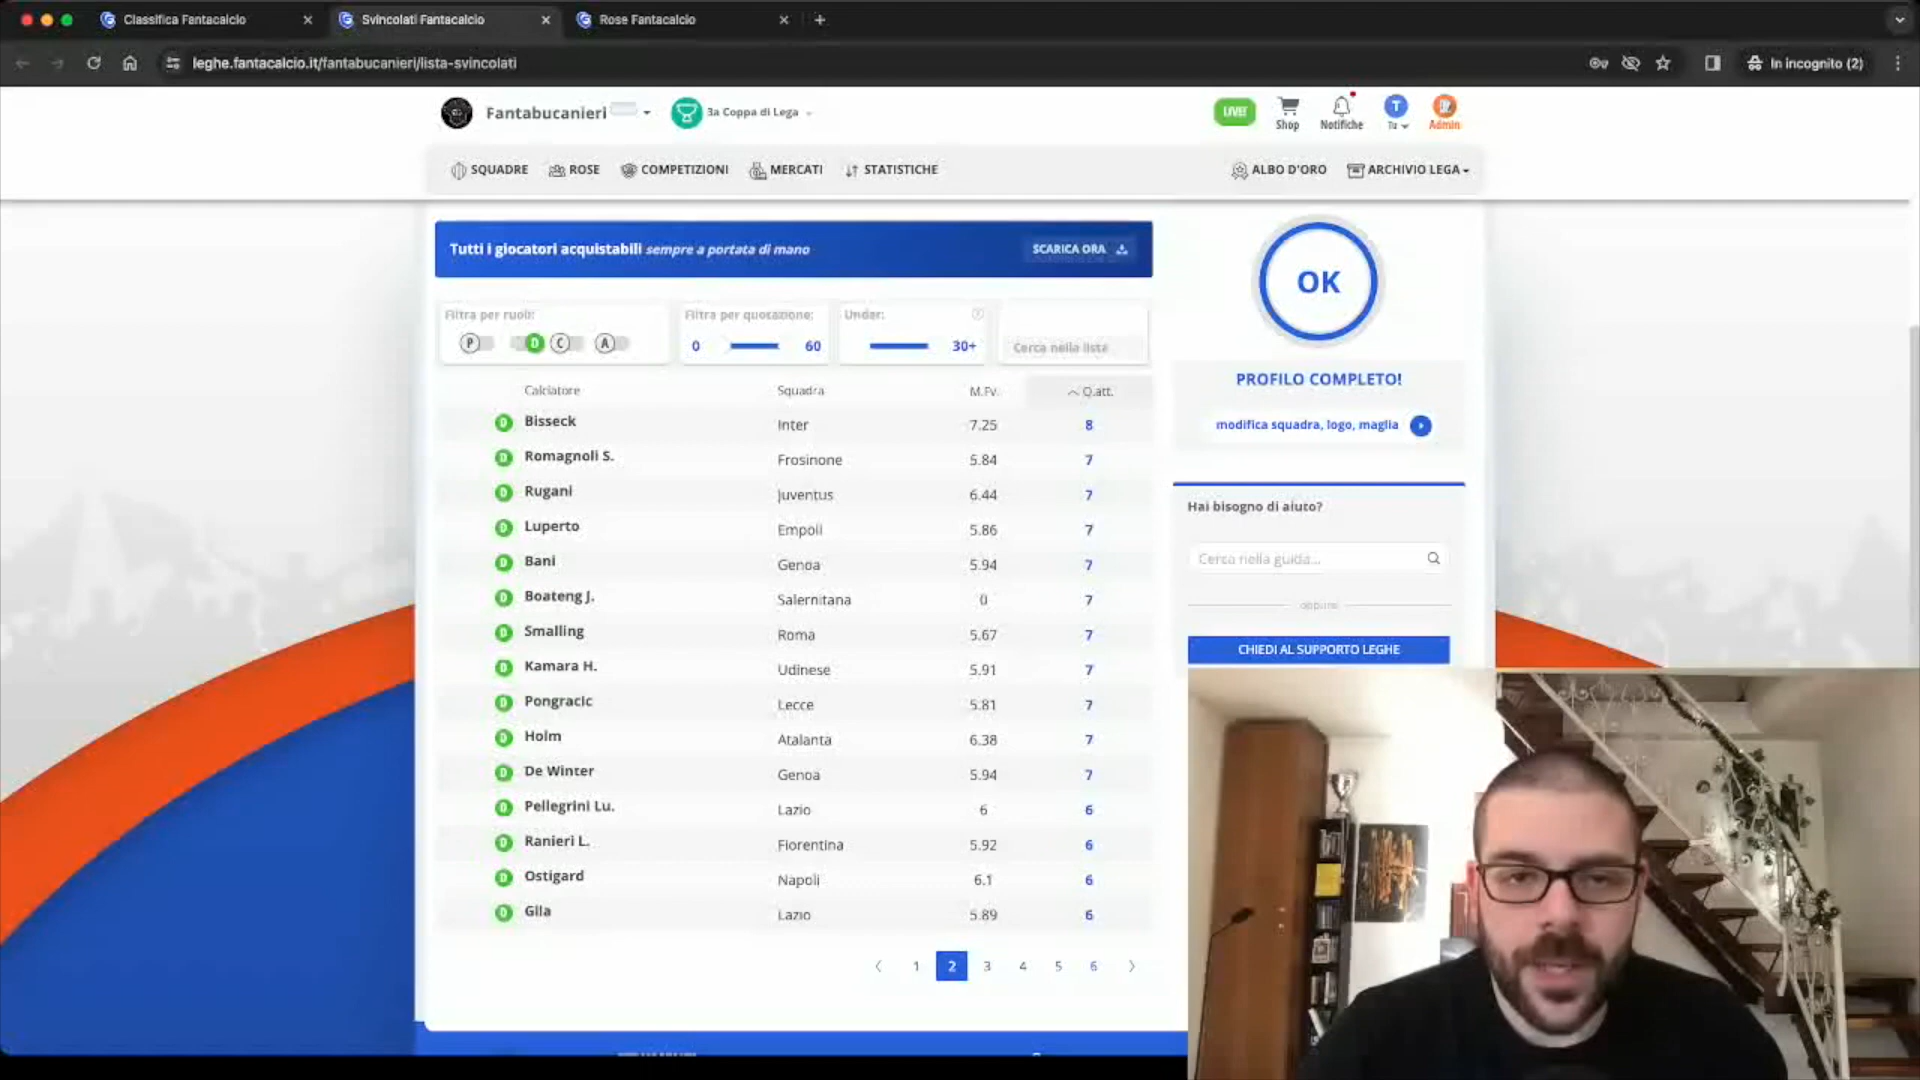 Classifica Fantacalcio
Svincolati Fantacalcio
Rose Fantacalcio
leghe.fantacalcio.it/fantabucanieri/lista-svincolati
In incognito (2)
Fantabucanieri
3a Coppa di Lega
LIVE!
Shop
Notifiche
T
Tu
Admin
SQUADRE
ROSE
COMPETIZIONI
MERCATI
STATISTICHE
ALBO D'ORO
ARCHIVIO LEGA
Tutti i giocatori acquistabili sempre a portata di mano
SCARICA ORA
Filtra per ruoli:
P D C A
Filtra per quotazione:
0 60
Under:
30+
Cerca nella lista
Calciatore Squadra M.Fv. Q.att.
D Bisseck Inter 7.25 8
D Romagnoli S. Frosinone 5.84 7
D Rugani Juventus 6.44 7
D Luperto Empoli 5.86 7
D Bani Genoa 5.94 7
D Boateng J. Salernitana 0 7
D Smalling Roma 5.67 7
D Kamara H. Udinese 5.91 7
D Pongracic Lecce 5.81 7
D Holm Atalanta 6.38 7
D De Winter Genoa 5.94 7
D Pellegrini Lu. Lazio 6 6
D Ranieri L. Fiorentina 5.92 6
D Ostigard Napoli 6.1 6
D Gila Lazio 5.89 6
1 2 3 4 5 6
OK
PROFILO COMPLETO!
modifica squadra, logo, maglia
Hai bisogno di aiuto?
Cerca nella guida...
oppure
CHIEDI AL SUPPORTO LEGHE